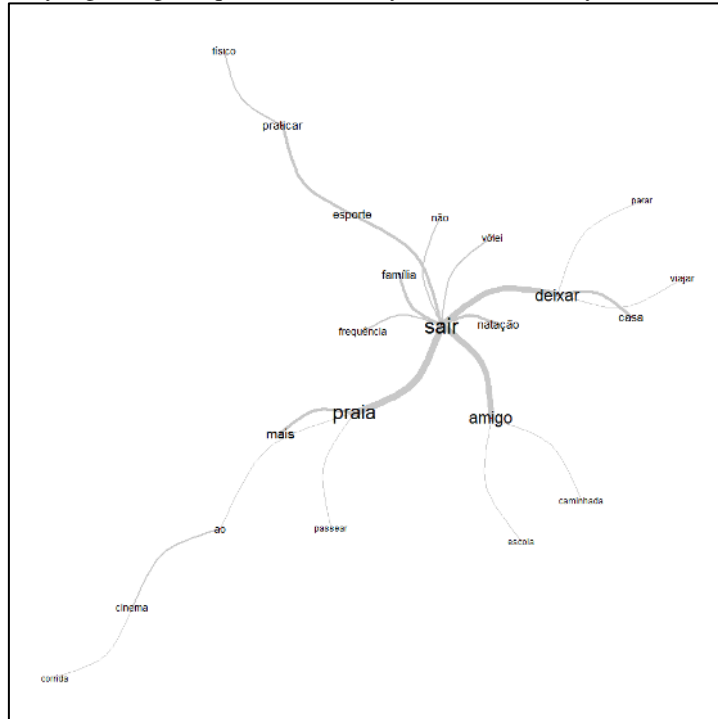 físico
praticar
parar
esporte
não
vôlei
família
viajar
deixar
casa
frequência
sair
natação
praia
amigo
mais
caminhada
ao
passear
escola
cinema
corrida